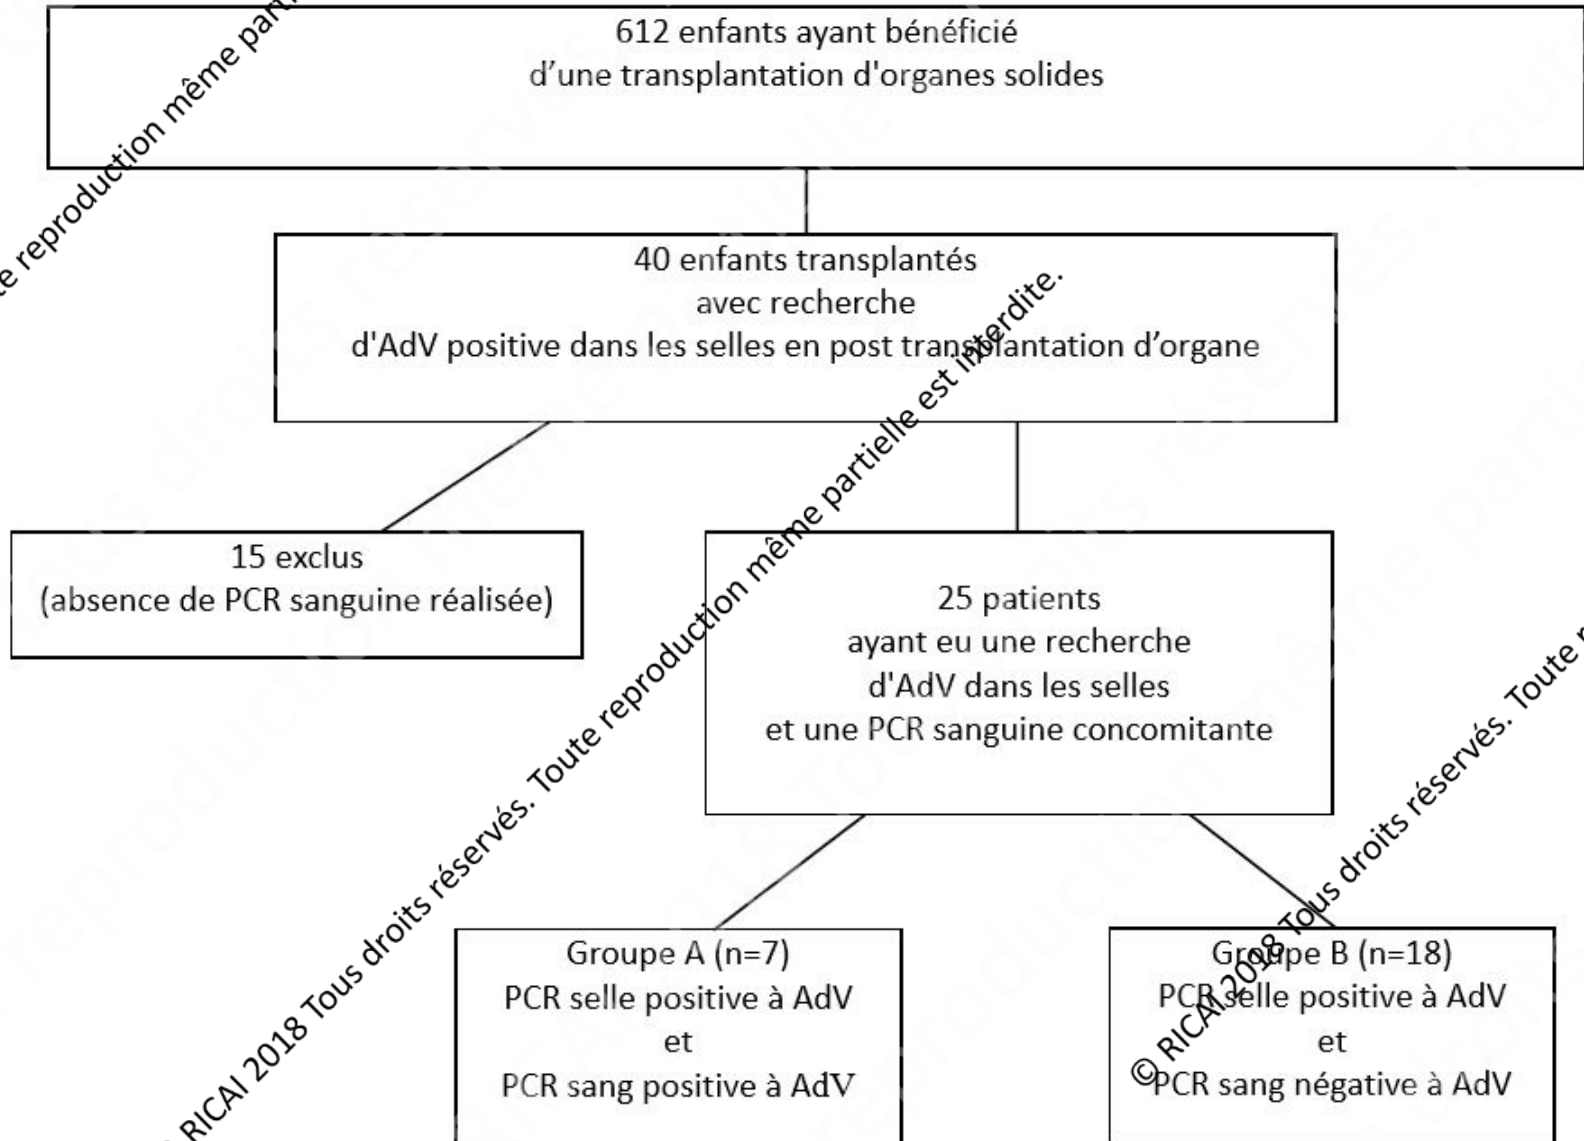 612 enfants ayant bénéficié
d’une transplantation d'organes solides
40 enfants transplantés
avec recherche
d'AdV positive dans les selles en post transplantation d’organe
15 exclus
(absence de PCR sanguine réalisée)
25 patients
ayant eu une recherche
d'AdV dans les selles
et une PCR sanguine concomitante
Groupe A (n=7)
PCR selle positive à AdV
et
PCR sang positive à AdV
Groupe B (n=18)
PCR selle positive à AdV
et
PCR sang négative à AdV
reproduction même
RICAI 2018 Tous droits réservés. Toute reproduction même partielle est interdite.
© RICAI 2018 Tous droits réservés. Toute